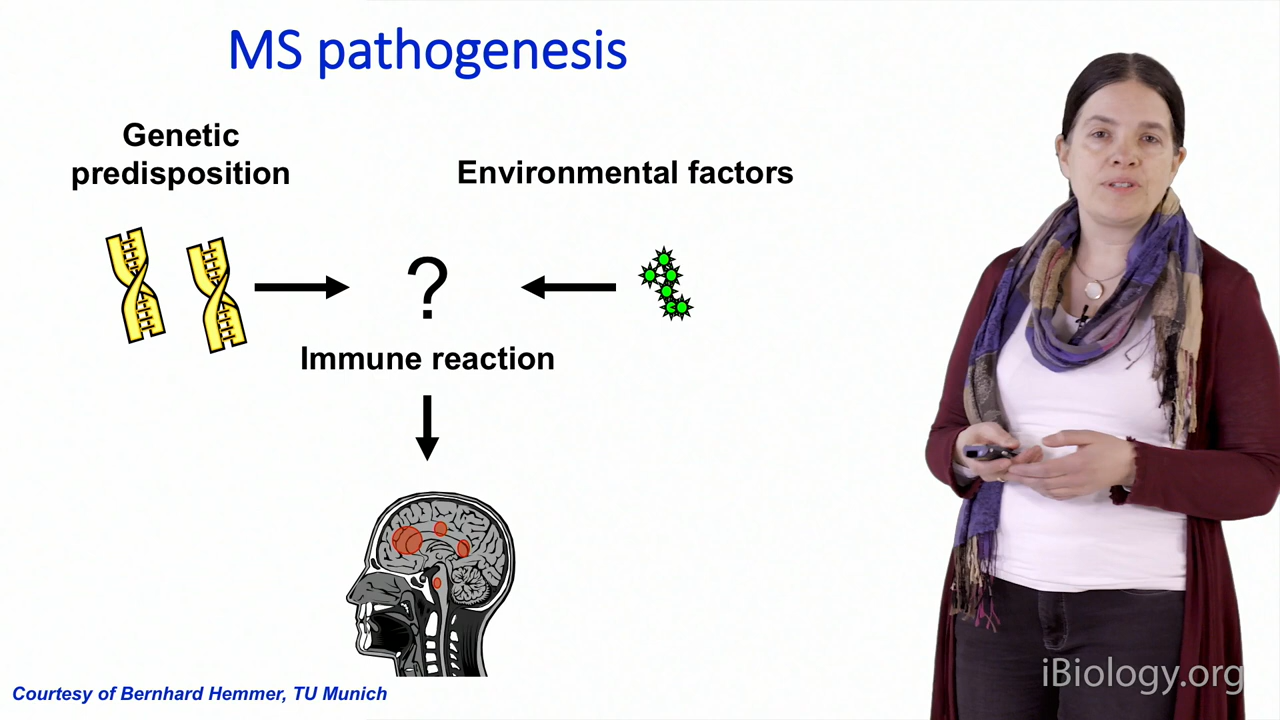 MS pathogenesis
Genetic
predisposition
Environmental factors
?
Immune reaction
Courtesy of Bernhard Hemmer, TU Munich
iBiology.org